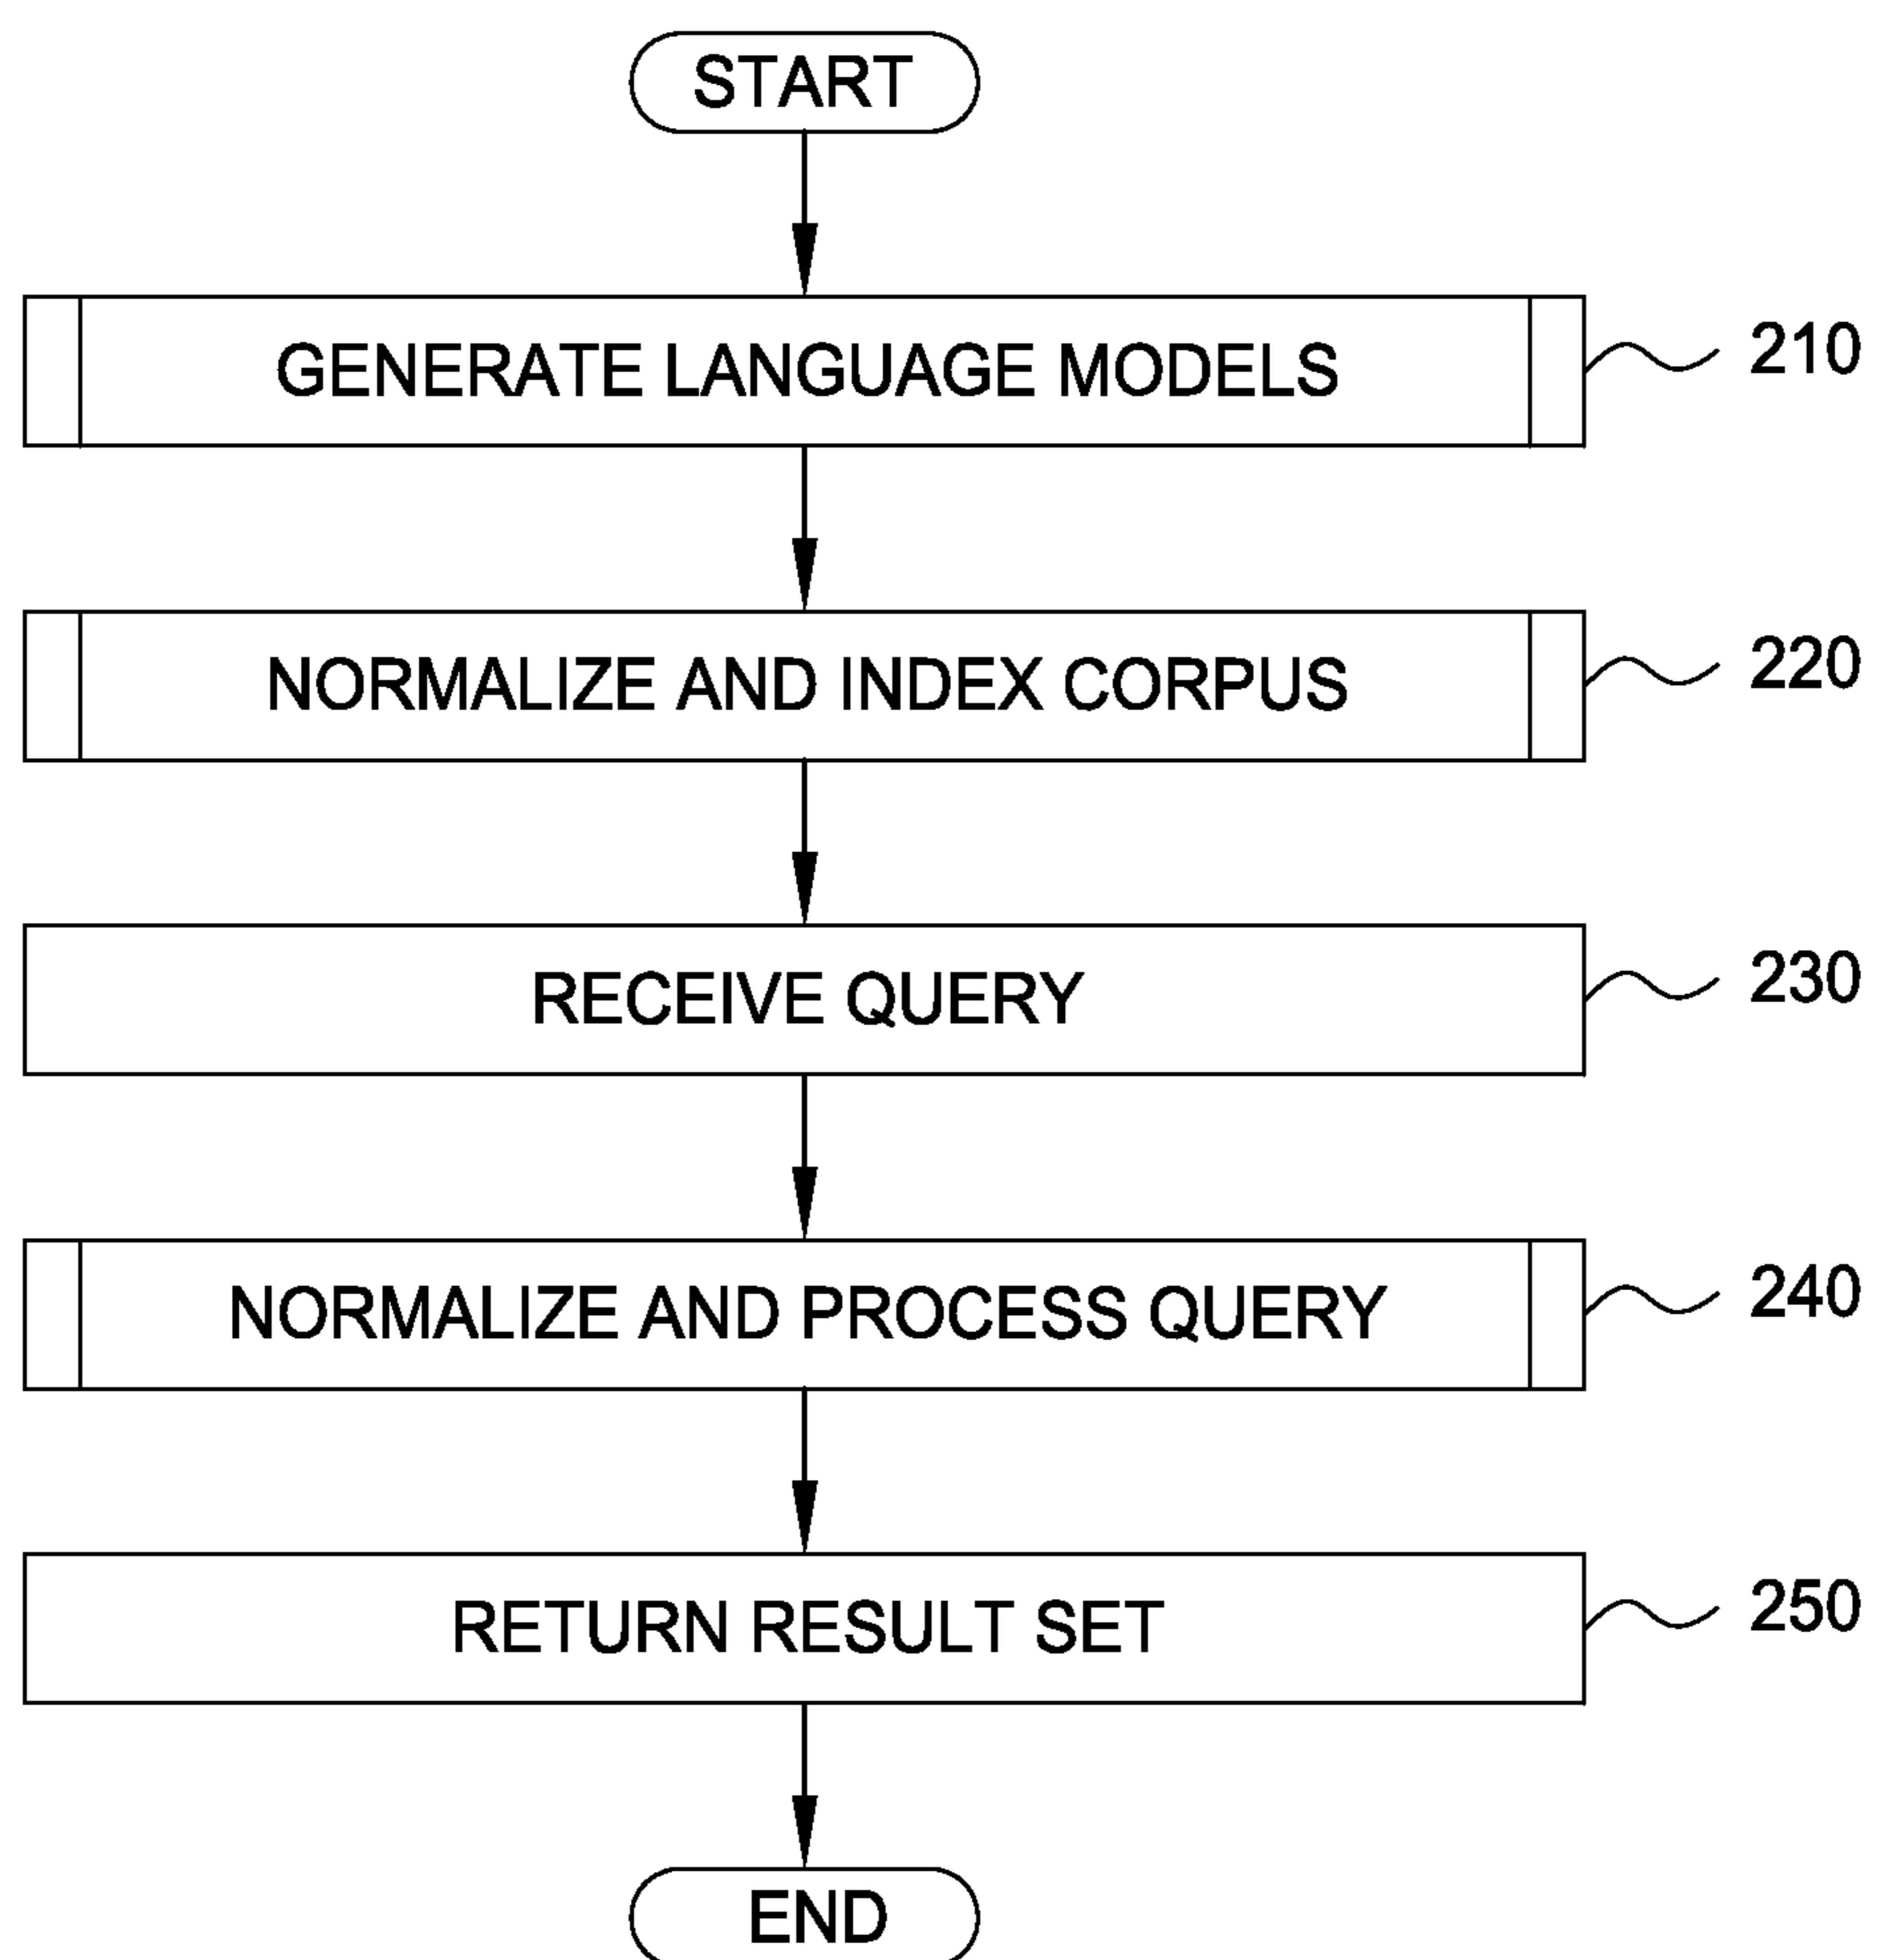 START
GENERATE LANGUAGE MODELS
210
NORMALIZE AND INDEX CORPUS
220
RECEIVE QUERY
230
NORMALIZE AND PROCESS QUERY
240
RETURN RESULT SET
250
END